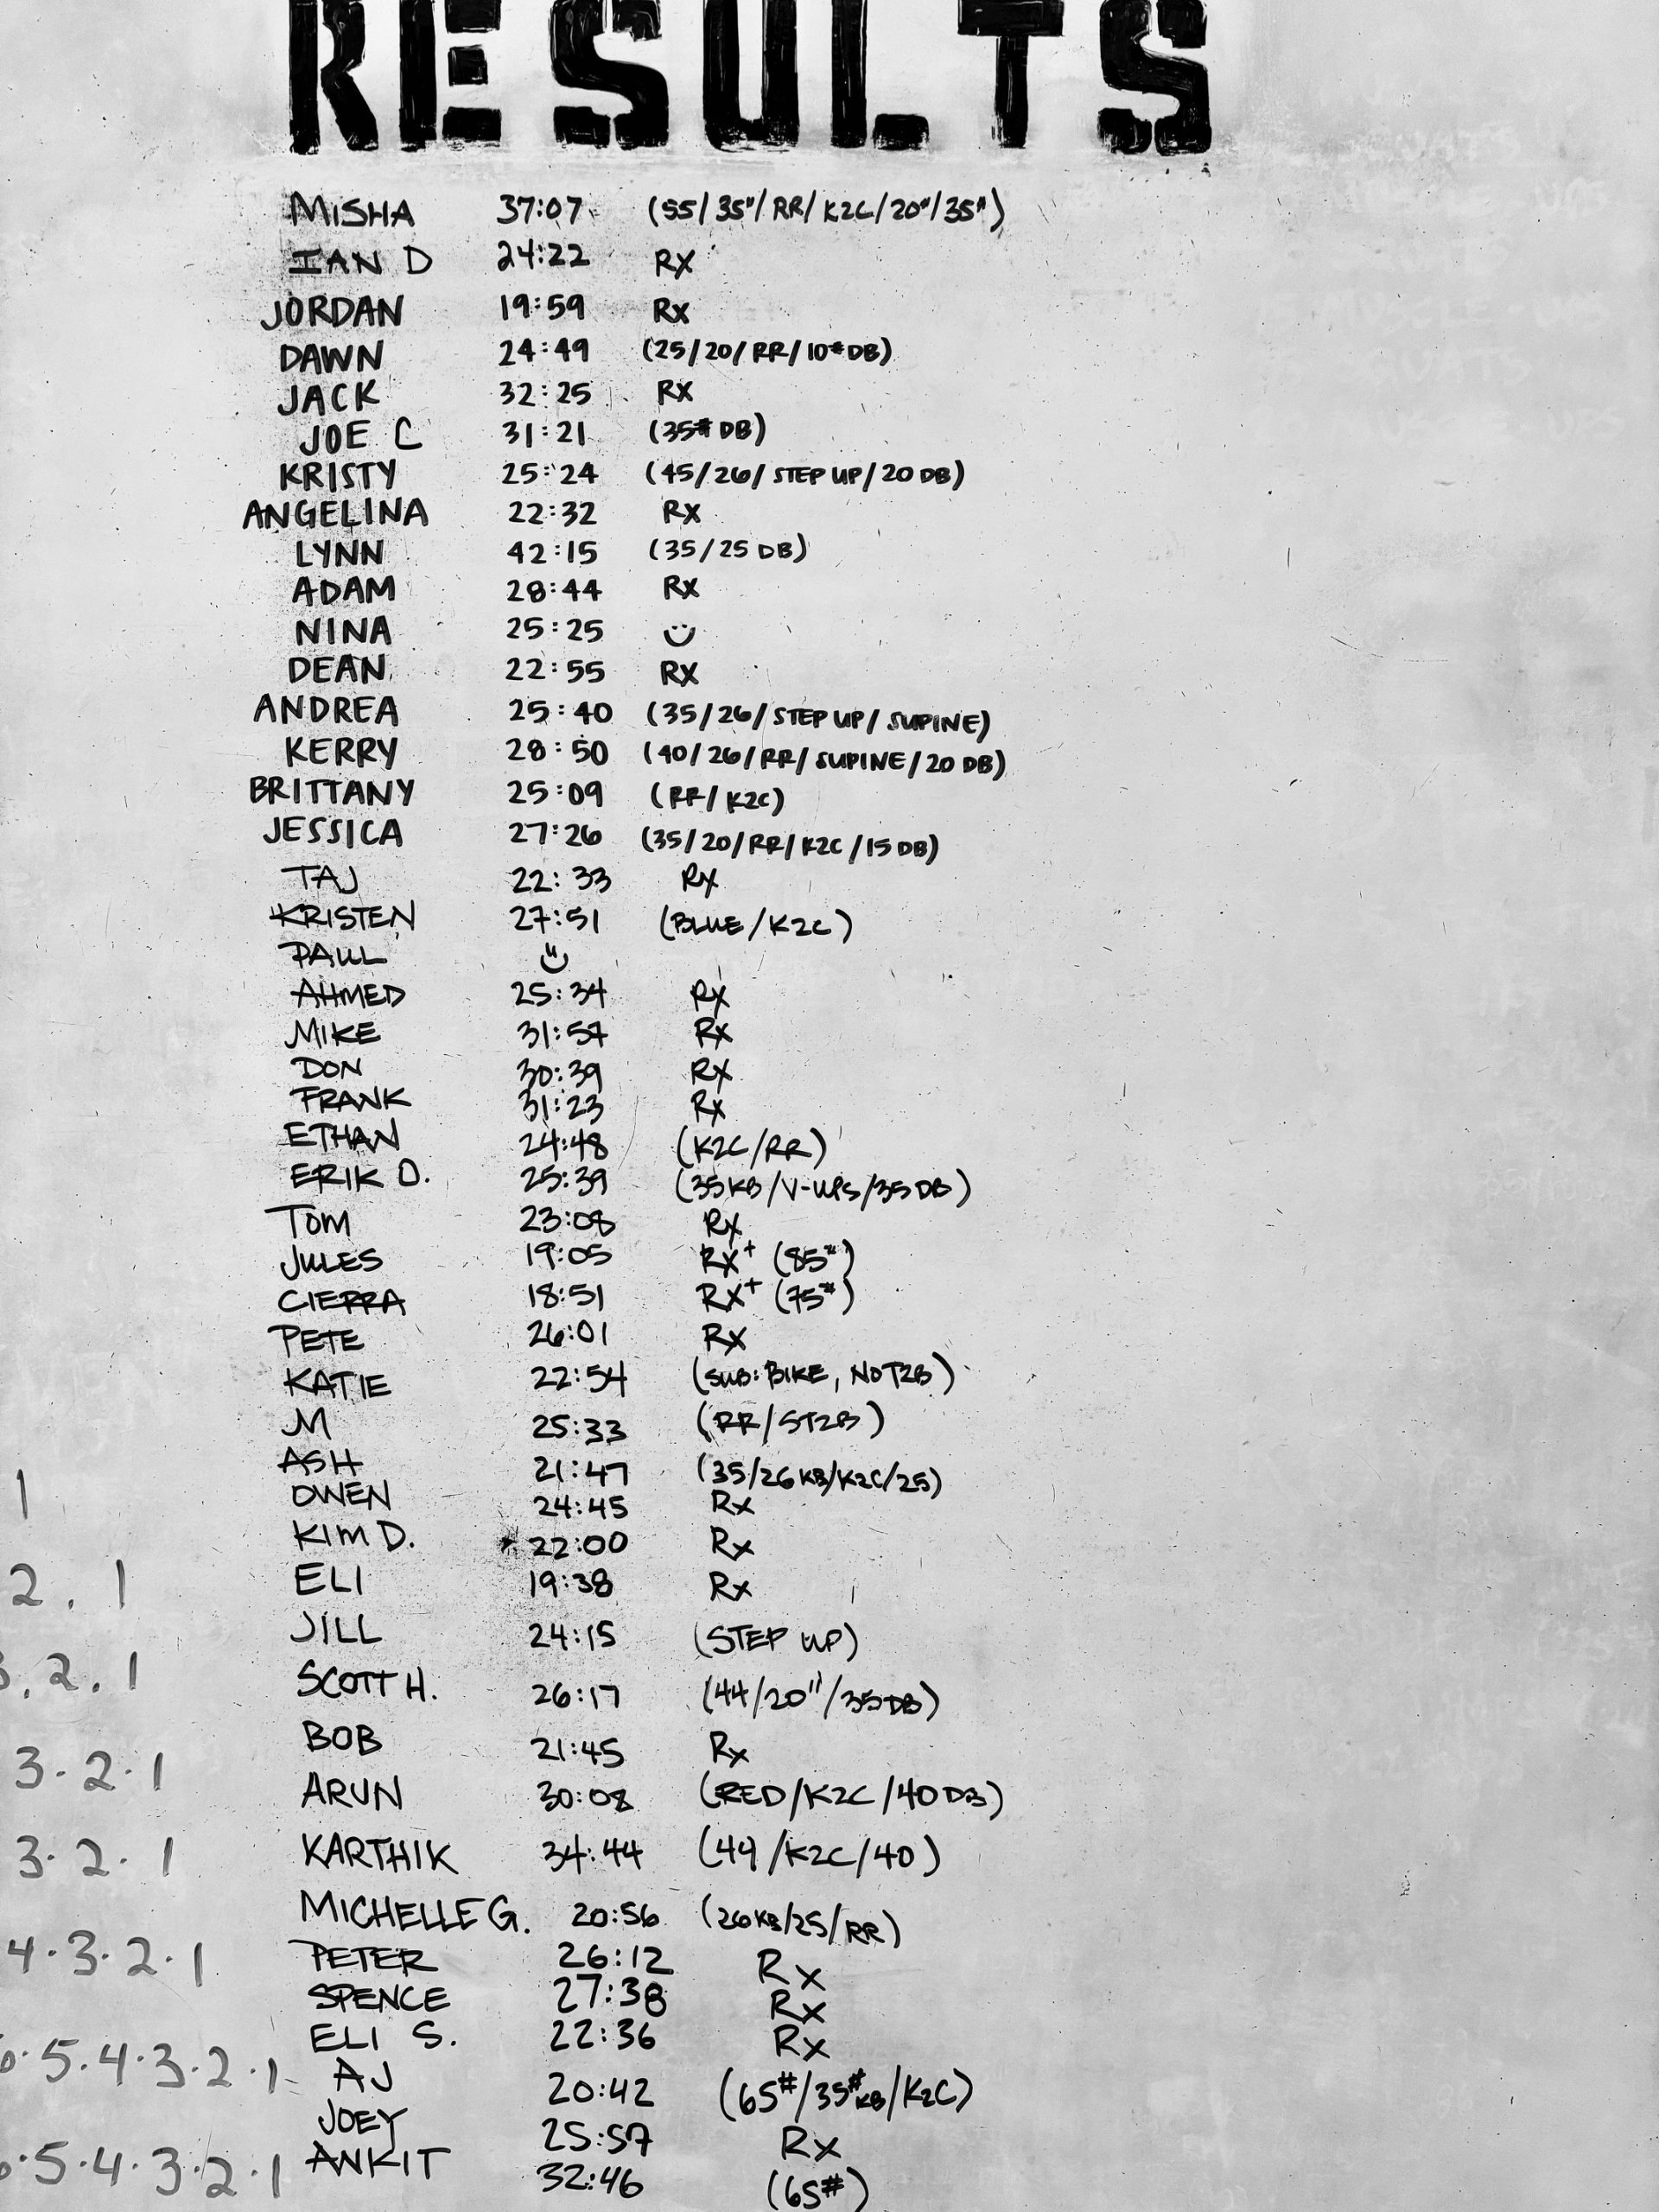 RESULTS
MISHA 37:07 (55/35"/RR/K2C/20"/35#)
IAN D 24:22 RX
JORDAN 19:59 RX
DAWN 24:49 (25/20/RR/10# DB)
JACK 32:25 RX
JOE C 31:21 (35# DB)
KRISTY 25:24 (45/26/STEP UP/20 DB)
ANGELINA 22:32 RX
LYNN 42:15 (35/25 DB)
ADAM 28:44 RX
NINA 25:25
DEAN 22:55 RX
ANDREA 25:40 (35/26/STEP UP/SUPINE)
KERRY 28:50 (40/26/RR/SUPINE/20 DB)
BRITTANY 25:09 (RR/K2C)
JESSICA 27:26 (35/20/RR/K2C/15 DB)
TAJ 22:33 RX
KRISTEN 27:51 (BLUE/K2C)
PAUL
AHMED 25:34 RX
MIKE 31:57 RX
DON 30:39 RX
FRANK 31:23 RX
ETHAN 24:48 (K2C/RR)
ERIK O. 25:39 (35KB/V-UPS/35 DB)
TOM 23:08 RX
JULES 19:05 RX+ (85#)
CIERRA 18:51 RX+ (75#)
PETE 26:01 RX
KATIE 22:54 (SUB: BIKE, NO T2B)
JM 25:33 (RR/ST2B)
1 ASH 21:47 (35/26 KB/K2C/25)
OWEN 24:45 RX
KIM D. 22:00 RX
2.1 ELI 19:38 RX
JILL 24:15 (STEP UP)
.2.1 SCOTT H. 26:17 (44/20"/35DB)
BOB 21:45 RX
3.2.1 ARUN 30:08 (RED/K2C/40DB)
3.2.1 KARTHIK 34:44 (49/K2C/40)
MICHELLE G. 20:56 (26KB/25/RR)
4.3.2.1 PETER 26:12 RX
SPENCE 27:38 RX
ELI S. 22:36 RX
.5.4.3.2.1 AJ 20:42 (65#/35# KB/K2C)
JOEY 25:57 RX
.5.4.3.2.1 ANKIT 32:46 (65#)